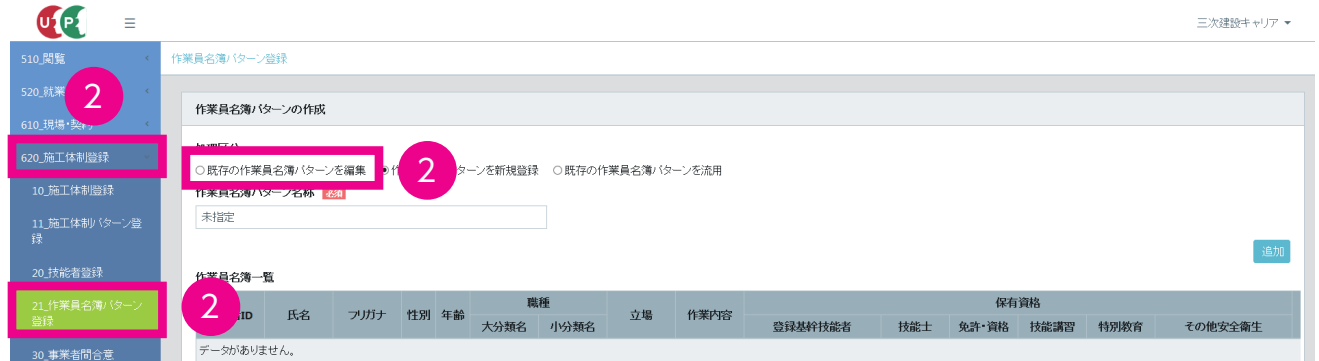 UP
三次建設キャリア
510_閲覧
作業員名簿パターン登録
520_就業
2
作業員名簿パターンの作成
610_現場・契約
620_施工体制登録
○既存の作業員名簿パターンを編集
2
ターンを新規登録 ○既存の作業員名簿パターンを流用
10_施工体制登録
作業員名簿パターン名称 必須
11_施工体制パターン登
録
未指定
追加
20_技能者登録
作業員名簿一覧
21_作業員名簿パターン
登録
2
ID 氏名 フリガナ 性別 年齢 職種 立場 作業内容 保有資格
大分類名 小分類名 登録基幹技能者 技能士 免許・資格 技能講習 特別教育 その他安全衛生
30_事業者間合意
データがありません。